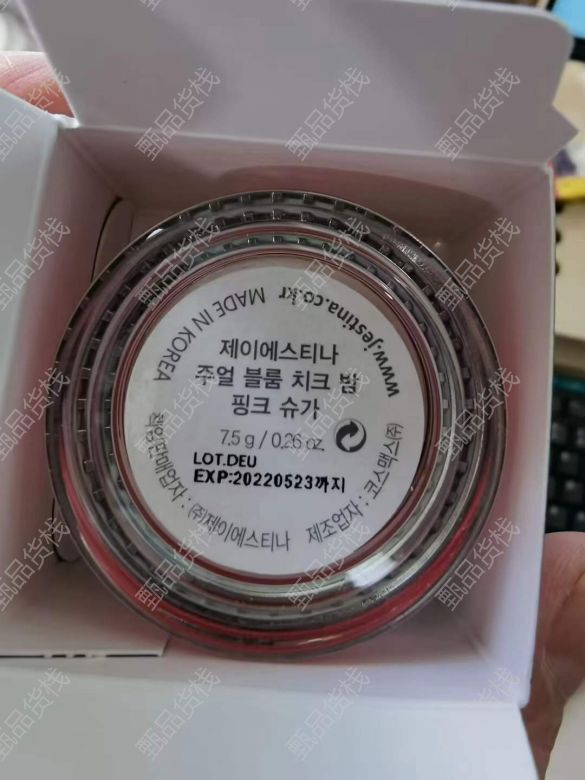 www.jestina.co.kr
MADE IN KOREA
제이에스티나
주얼 블룸 치크 밤
핑크 슈가
7.5 g / 0.26 oz.
LOT.DEU
EXP:20220523까지
책임판매업자 : ㈜제이에스티나
제조업자 : 코스맥스㈜
甄品货栈